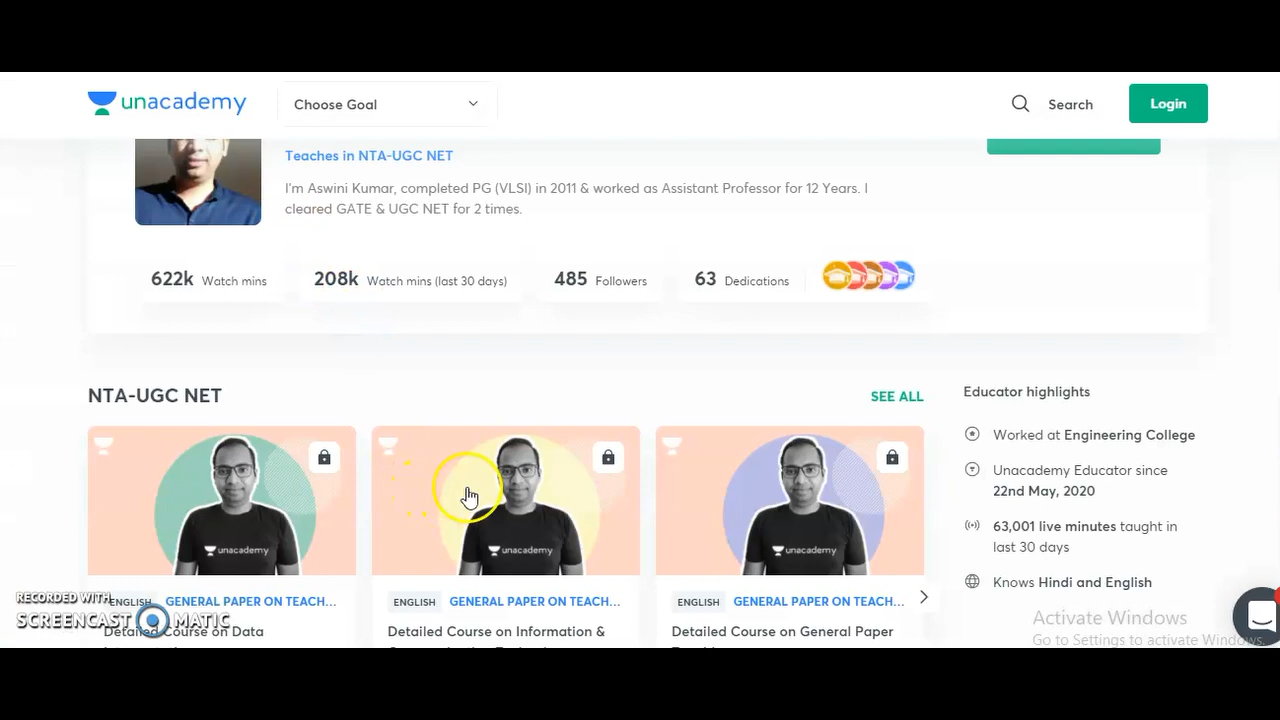 unacademy
Choose Goal
Search
Login
Teaches in NTA-UGC NET
I'm Aswini Kumar, completed PG (VLSI) in 2011 & worked as Assistant Professor for 12 Years. I
cleared GATE & UGC NET for 2 times.
622k Watch mins
208k Watch mins (last 30 days)
485 Followers
63 Dedications
NTA-UGC NET
SEE ALL
unacademy
unacademy
unacademy
ENGLISH GENERAL PAPER ON TEACH...
Detailed Course on Data
ENGLISH GENERAL PAPER ON TEACH...
Detailed Course on Information &
ENGLISH GENERAL PAPER ON TEACH...
Detailed Course on General Paper
Educator highlights
Worked at Engineering College
Unacademy Educator since
22nd May, 2020
63,001 live minutes taught in
last 30 days
Knows Hindi and English
RECORDED WITH
SCREENCAST MATIC
Activate Windows
Go to Settings to activate Windows.